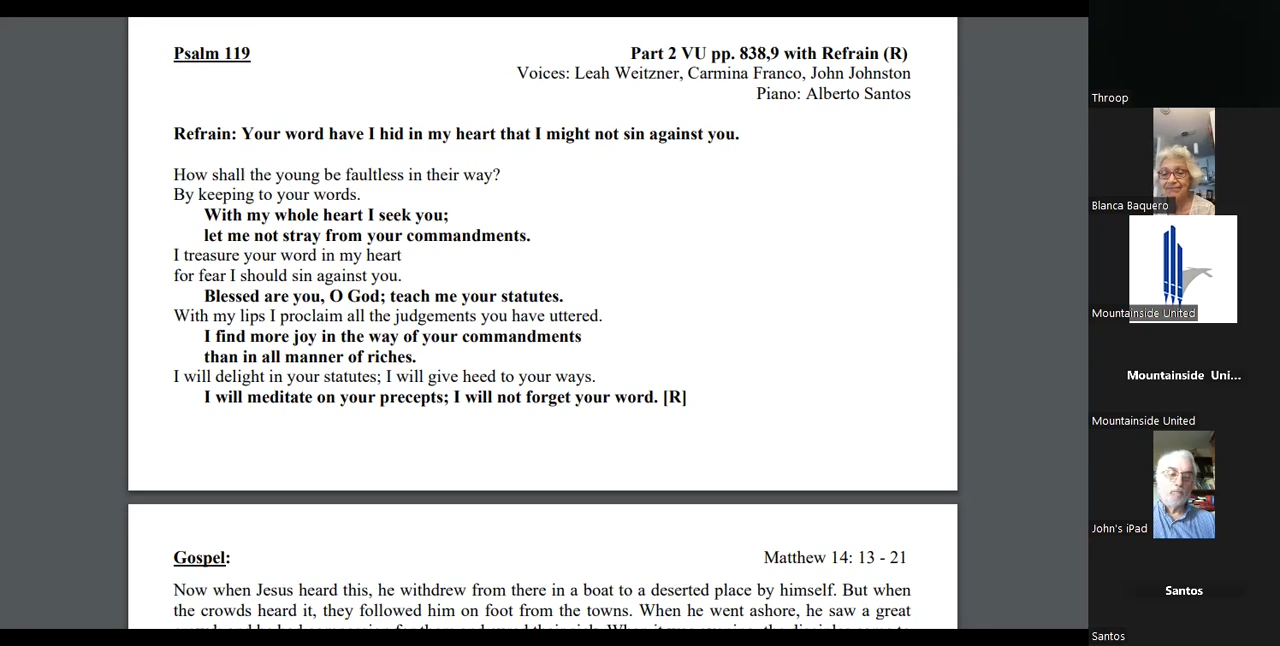 Psalm 119
Part 2 VU pp. 838,9 with Refrain (R)
Voices: Leah Weitzner, Carmina Franco, John Johnston
Piano: Alberto Santos
Refrain: Your word have I hid in my heart that I might not sin against you.
How shall the young be faultless in their way?
By keeping to your words.
With my whole heart I seek you;
let me not stray from your commandments.
I treasure your word in my heart
for fear I should sin against you.
Blessed are you, O God; teach me your statutes.
With my lips I proclaim all the judgements you have uttered.
I find more joy in the way of your commandments
than in all manner of riches.
I will delight in your statutes; I will give heed to your ways.
I will meditate on your precepts; I will not forget your word. [R]
Gospel:
Matthew 14: 13 - 21
Now when Jesus heard this, he withdrew from there in a boat to a deserted place by himself. But when
the crowds heard it, they followed him on foot from the towns. When he went ashore, he saw a great
Throop
Blanca Baquero
Mountainside United
Mountainside Uni...
Mountainside United
John's iPad
Santos
Santos